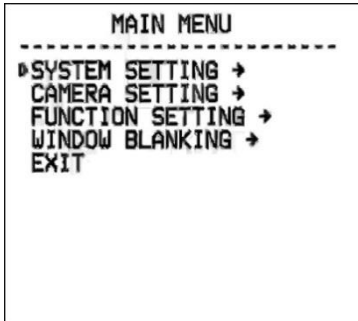 MAIN MENU
SYSTEM SETTING →
CAMERA SETTING →
FUNCTION SETTING →
WINDOW BLANKING →
EXIT